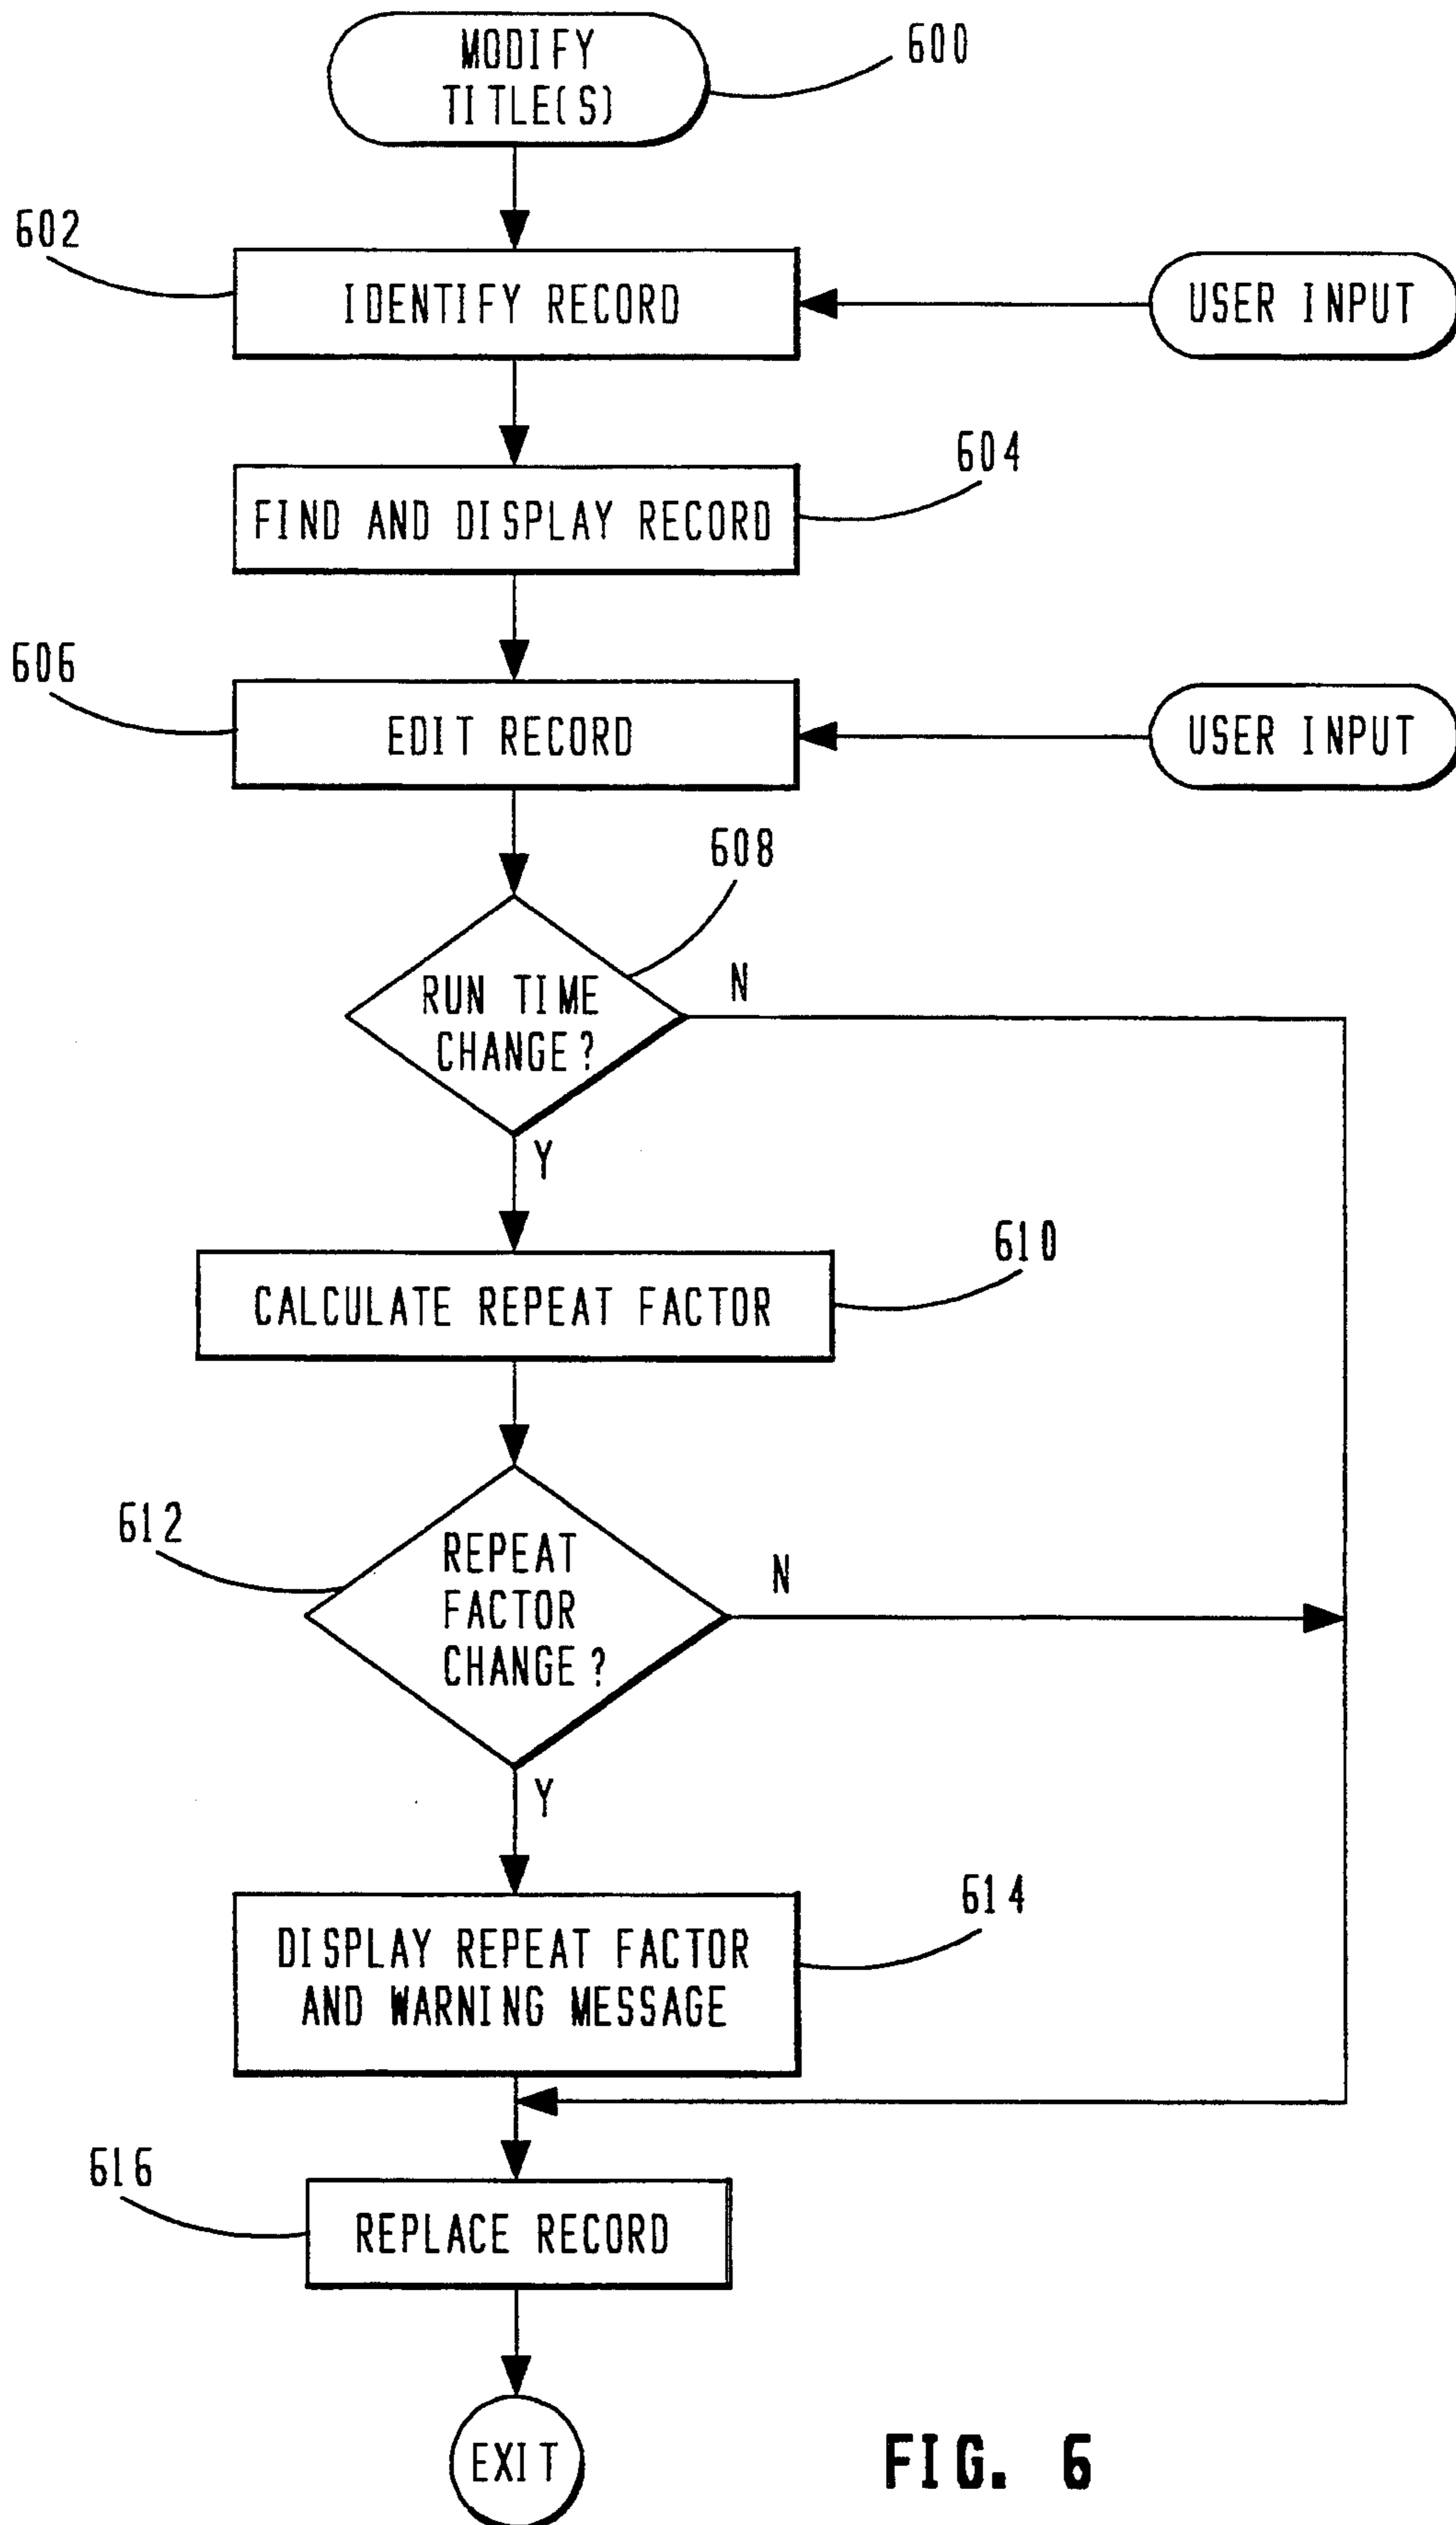 MODIFY
TITLE(S)
600
602
IDENTIFY RECORD
USER INPUT
604
FIND AND DISPLAY RECORD
606
EDIT RECORD
USER INPUT
608
RUN TIME
CHANGE?
N
Y
610
CALCULATE REPEAT FACTOR
612
REPEAT
FACTOR
CHANGE?
N
Y
614
DISPLAY REPEAT FACTOR
AND WARNING MESSAGE
616
REPLACE RECORD
EXIT
FIG. 6